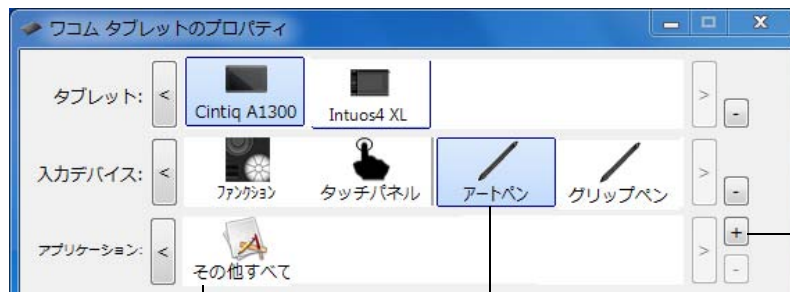 ワコム タブレットのプロパティ
タブレット:
Cintiq A1300
Intuos4 XL
入力デバイス:
ファンクション
タッチパネル
アートペン
グリップペン
アプリケーション:
その他すべて